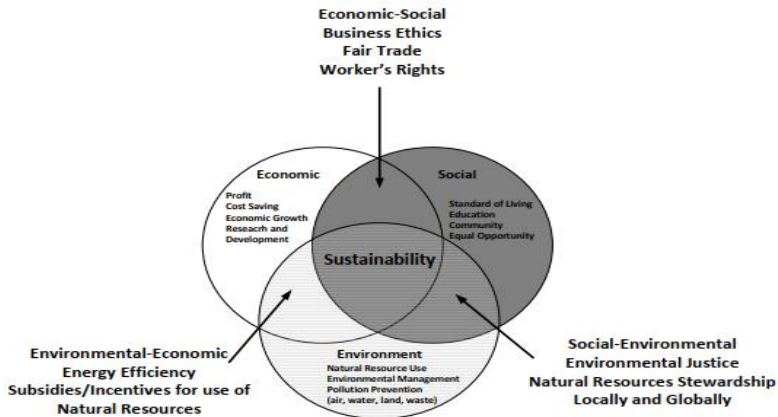 Economic-Social
Business Ethics
Fair Trade
Worker's Rights
Economic
Profit
Cost Saving
Economic Growth
Reseacrh and
Development
Social
Standard of Living
Education
Community
Equal Opportunity
Sustainability
Environmental-Economic
Energy Efficiency
Subsidies/Incentives for use of
Natural Resources
Environment
Natural Resource Use
Environmental Management
Pollution Prevention
(air, water, land, waste)
Social-Environmental
Environmental Justice
Natural Resources Stewardship
Locally and Globally